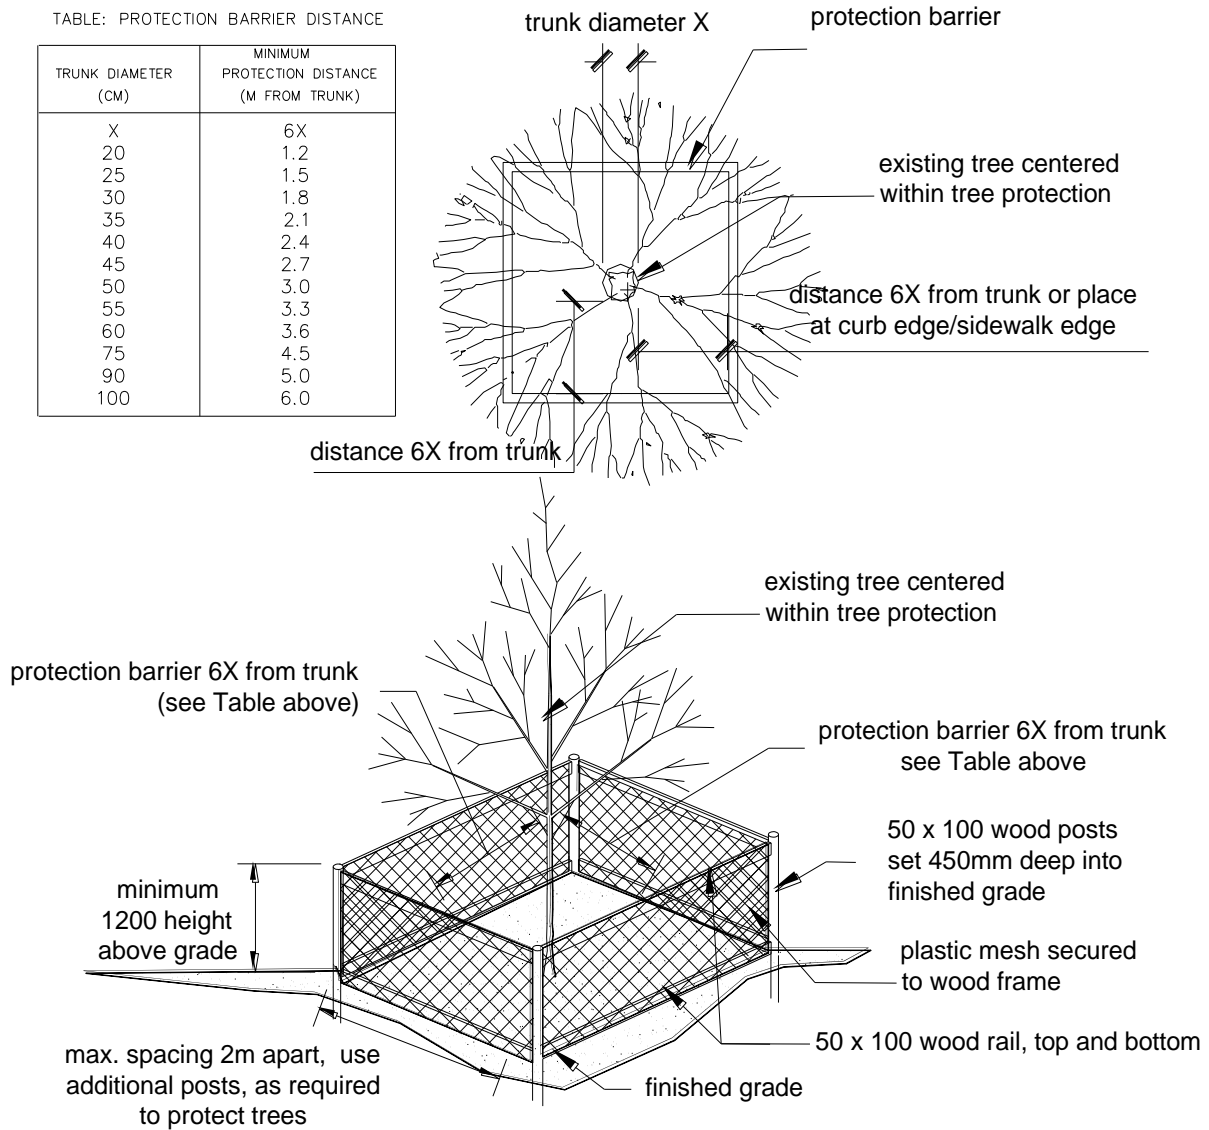 TABLE: PROTECTION BARRIER DISTANCE
TRUNK DIAMETER
(CM)
MINIMUM
PROTECTION DISTANCE
(M FROM TRUNK)
X 6X
20 1.2
25 1.5
30 1.8
35 2.1
40 2.4
45 2.7
50 3.0
55 3.3
60 3.6
75 4.5
90 5.0
100 6.0
trunk diameter X
protection barrier
existing tree centered
within tree protection
distance 6X from trunk or place
at curb edge/sidewalk edge
distance 6X from trunk
existing tree centered
within tree protection
protection barrier 6X from trunk
(see Table above)
protection barrier 6X from trunk
see Table above
50 x 100 wood posts
set 450mm deep into
finished grade
minimum
1200 height
above grade
plastic mesh secured
to wood frame
50 x 100 wood rail, top and bottom
max. spacing 2m apart, use
additional posts, as required
to protect trees
finished grade